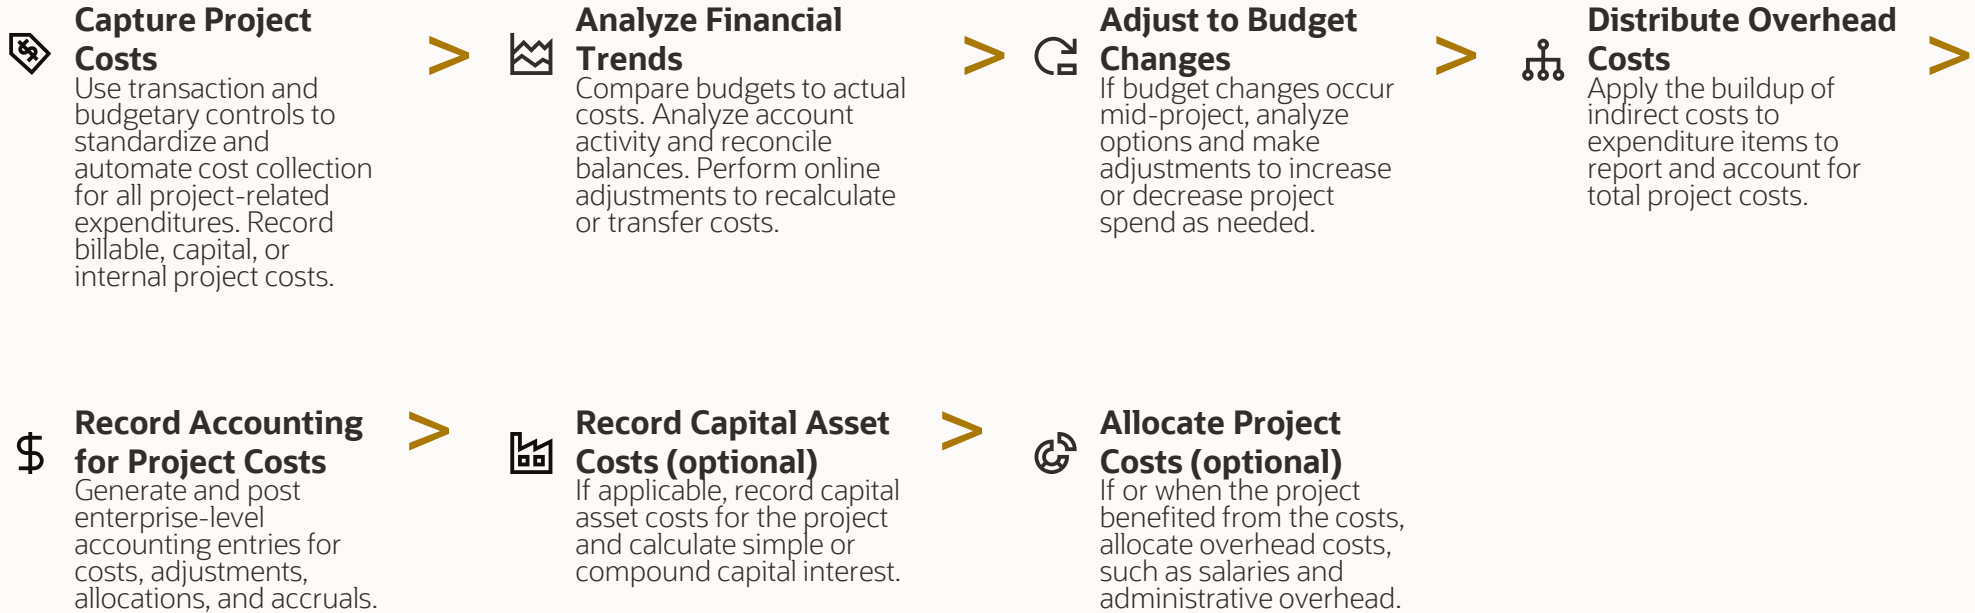 Capture Project
Costs
Use transaction and
budgetary controls to
standardize and
automate cost collection
for all project-related
expenditures. Record
billable, capital, or
internal project costs.
>
Analyze Financial
Trends
Compare budgets to actual
costs. Analyze account
activity and reconcile
balances. Perform online
adjustments to recalculate
or transfer costs.
>
Adjust to Budget
Changes
If budget changes occur
mid-project, analyze
options and make
adjustments to increase
or decrease project
spend as needed.
>
Distribute Overhead
Costs
Apply the buildup of
indirect costs to
expenditure items to
report and account for
total project costs.
>
$
Record Accounting
for Project Costs
Generate and post
enterprise-level
accounting entries for
costs, adjustments,
allocations, and accruals.
>
Record Capital Asset
Costs (optional)
If applicable, record capital
asset costs for the project
and calculate simple or
compound capital interest.
>
Allocate Project
Costs (optional)
If or when the project
benefited from the costs,
allocate overhead costs,
such as salaries and
administrative overhead.